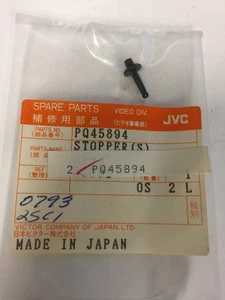 SPARE PARTS VIDEO DIV
補修用部品 (ビデオ事業部) JVC
PARTS NO. PQ45894
(部品番号)
PARTS NAME STOPPER(S)
2 PQ45894
1
OS 2 L
0793
2SC1
VICTOR COMPANY OF JAPAN, LTD.
日本ビクター株式会社
MADE IN JAPAN